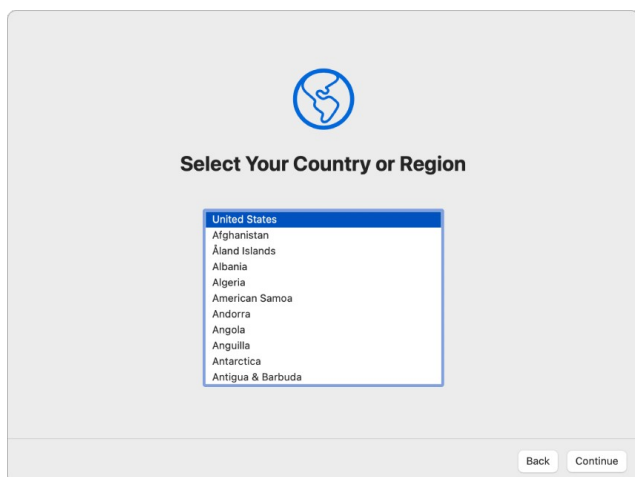 Select Your Country or Region
United States
Afghanistan
Åland Islands
Albania
Algeria
American Samoa
Andorra
Angola
Anguilla
Antarctica
Antigua & Barbuda
Back
Continue